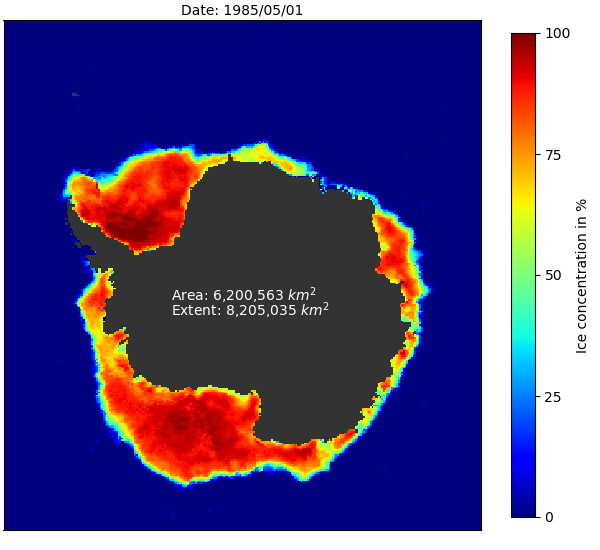 Date: 1985/05/01
100
75
50
25
0
Ice concentration in %
Area: 6,200,563 km²
Extent: 8,205,035 km²